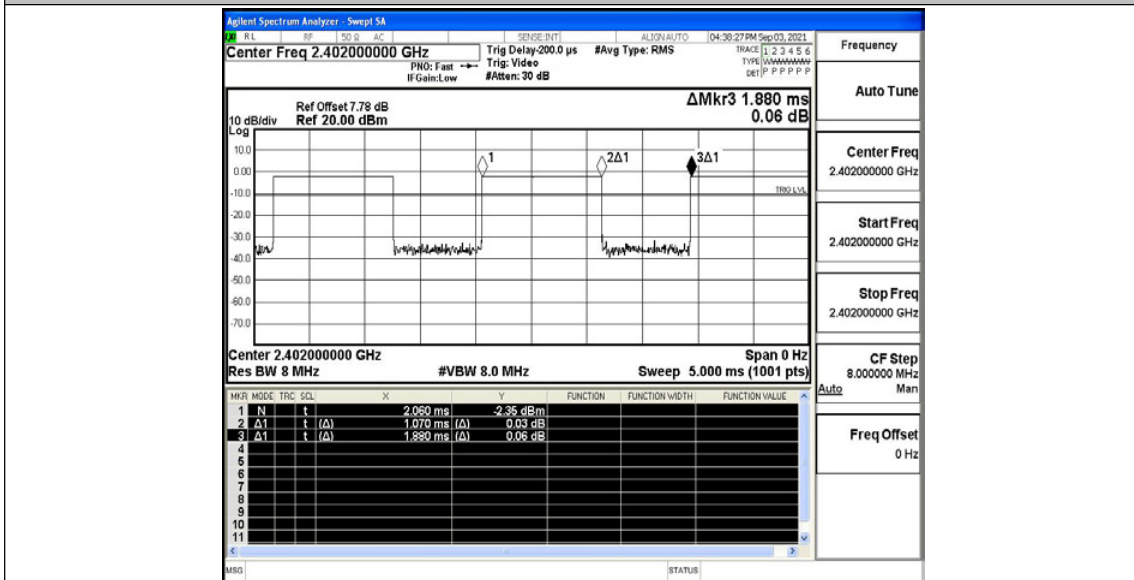 Agilent Spectrum Analyzer - Swept SA
RL RF 50 Ω AC SENSE:INT ALIGN AUTO 04:38:27 PM Sep 03, 2021
Center Freq 2.402000000 GHz
PNO: Fast
IFGain:Low
Trig Delay-200.0 µs
Trig: Video
#Atten: 30 dB
#Avg Type: RMS
TRACE 1 2 3 4 5 6
TYPE WWWWWW
DET P P P P P P
Ref Offset 7.78 dB
10 dB/div Ref 20.00 dBm
Log
ΔMkr3 1.880 ms
0.06 dB
10.0
0.00
-10.0
-20.0
-30.0
-40.0
-50.0
-60.0
-70.0
1
2Δ1
3Δ1
TRIG LVL
Center 2.402000000 GHz Span 0 Hz
Res BW 8 MHz #VBW 8.0 MHz Sweep 5.000 ms (1001 pts)
MKR MODE TRC SCL X Y FUNCTION FUNCTION WIDTH FUNCTION VALUE
1 N t 2.060 ms -2.35 dBm
2 Δ1 t (Δ) 1.070 ms (Δ) 0.03 dB
3 Δ1 t (Δ) 1.880 ms (Δ) 0.06 dB
4
5
6
7
8
9
10
11
MSG STATUS
Frequency
Auto Tune
Center Freq
2.402000000 GHz
Start Freq
2.402000000 GHz
Stop Freq
2.402000000 GHz
CF Step
8.000000 MHz
Auto Man
Freq Offset
0 Hz